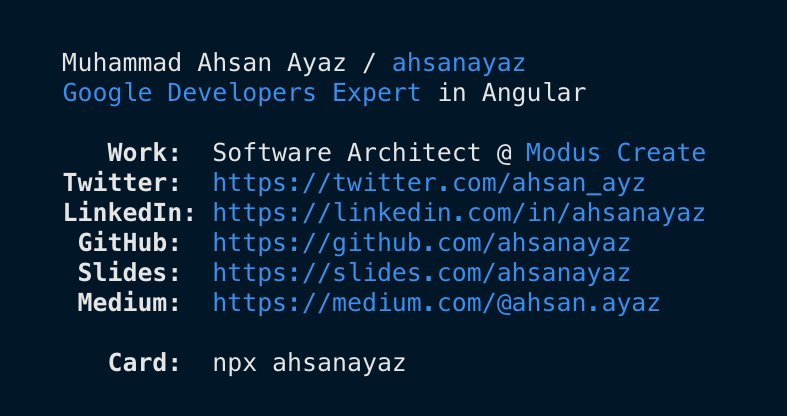 Muhammad Ahsan Ayaz / ahsanayaz
Google Developers Expert in Angular
Work: Software Architect @ Modus Create
Twitter: https://twitter.com/ahsan_ayz
LinkedIn: https://linkedin.com/in/ahsanayaz
GitHub: https://github.com/ahsanayaz
Slides: https://slides.com/ahsanayaz
Medium: https://medium.com/@ahsan.ayaz
Card: npx ahsanayaz